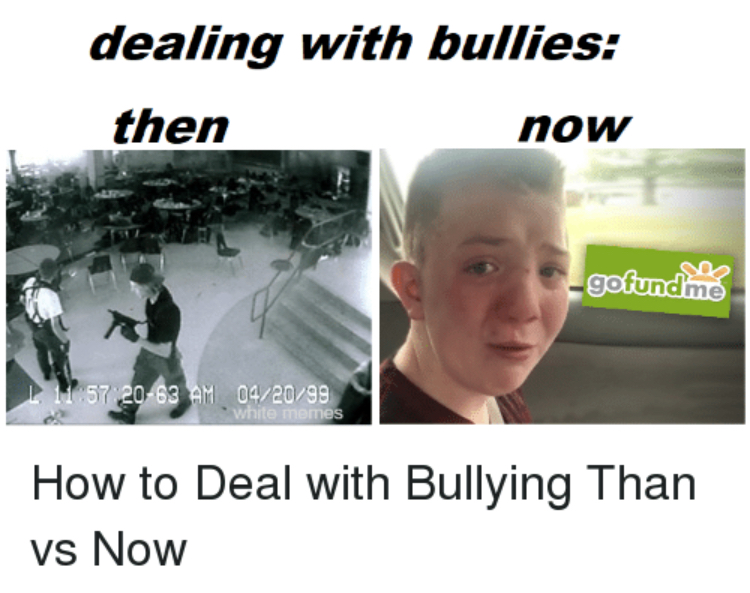 dealing with bullies:
then
now
gofundme
L 11:57:20-63 AM 04/20/99
white memes
How to Deal with Bullying Than
vs Now